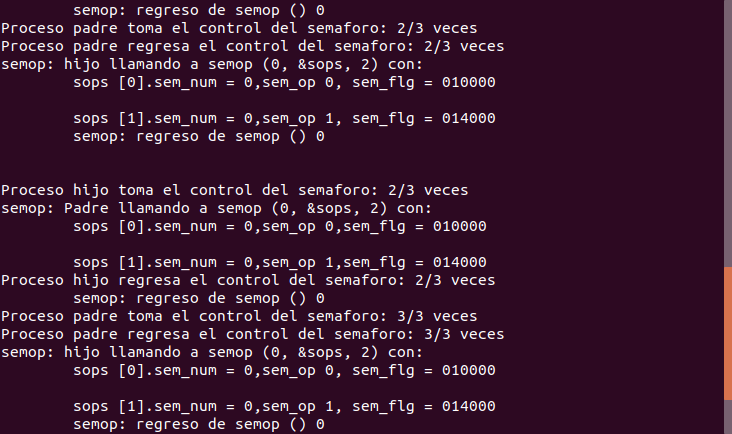 semop: regreso de semop () 0
Proceso padre toma el control del semaforo: 2/3 veces
Proceso padre regresa el control del semaforo: 2/3 veces
semop: hijo llamando a semop (0, &sops, 2) con:
sops [0].sem_num = 0,sem_op 0, sem_flg = 010000
sops [1].sem_num = 0,sem_op 1, sem_flg = 014000
semop: regreso de semop () 0
Proceso hijo toma el control del semaforo: 2/3 veces
semop: Padre llamando a semop (0, &sops, 2) con:
sops [0].sem_num = 0,sem_op 0,sem_flg = 010000
sops [1].sem_num = 0,sem_op 1,sem_flg = 014000
Proceso hijo regresa el control del semaforo: 2/3 veces
semop: regreso de semop () 0
Proceso padre toma el control del semaforo: 3/3 veces
Proceso padre regresa el control del semaforo: 3/3 veces
semop: hijo llamando a semop (0, &sops, 2) con:
sops [0].sem_num = 0,sem_op 0, sem_flg = 010000
sops [1].sem_num = 0,sem_op 1, sem_flg = 014000
semop: regreso de semop () 0